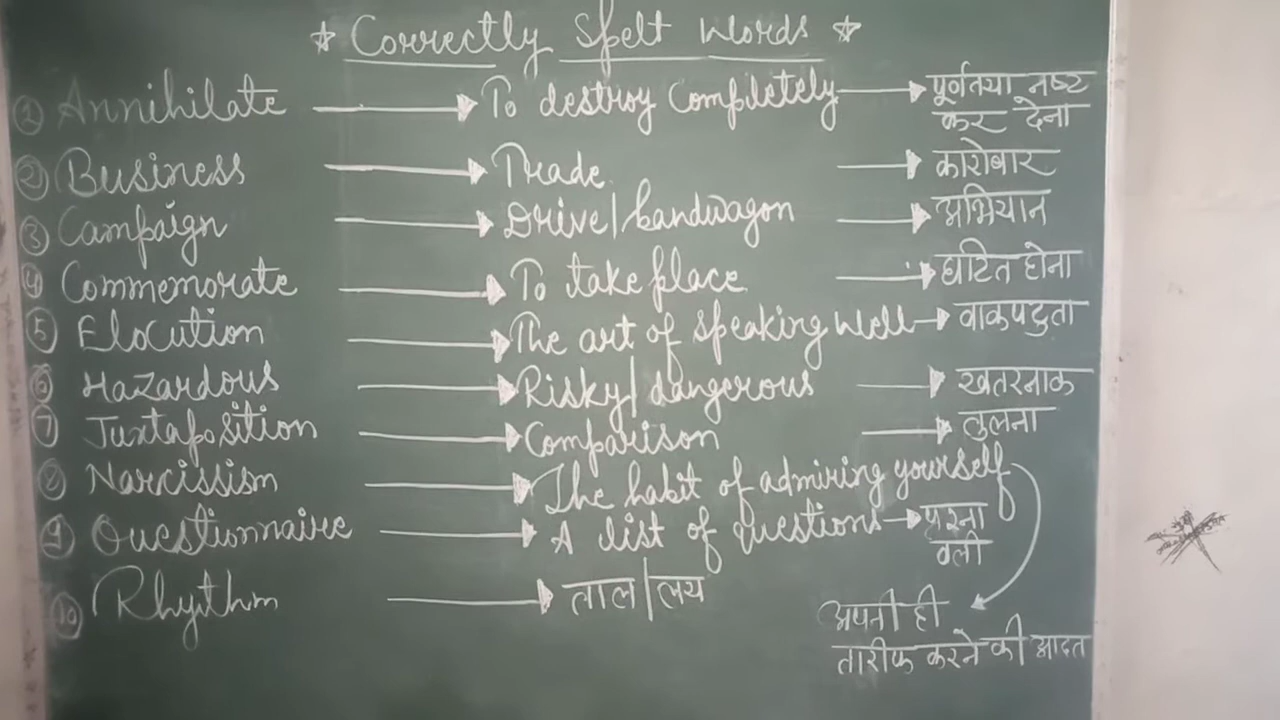 ☆ Correctly Spelt Words ☆
① Annihilate → To destroy completely → पूर्णतया नष्ट
कर देना
② Business → Trade. → कारोबार
③ Campaign → Drive/bandwagon → अभियान
④ Commemorate → To take place → घटित होना
⑤ Elocution → The art of speaking well → वाकपटुता
⑥ Hazardous → Risky/dangerous → खतरनाक
⑦ Juxtaposition → Comparison → तुलना
⑧ Narcissism → The habit of admiring yourself
⑨ Questionnaire → A list of questions → प्रश्ना
वली
⑩ Rhythm → ताल/लय
अपनी ही
तारीफ करने की आदत